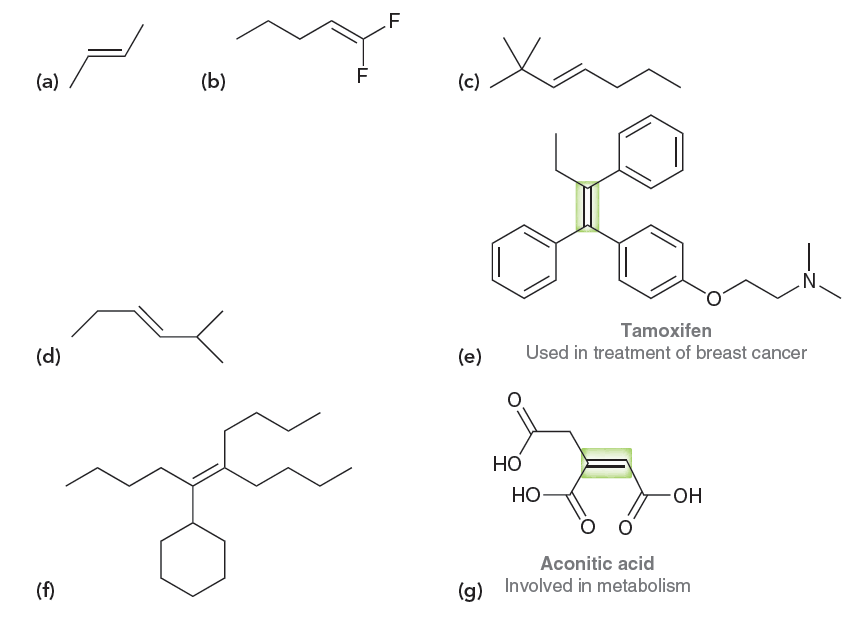 F
F
(a)
(b)
(c)
N
O
Tamoxifen
(d)
(e)
Used in treatment of breast cancer
O
HO
HO
OH
O
O
Aconitic acid
(f)
(g)
Involved in metabolism